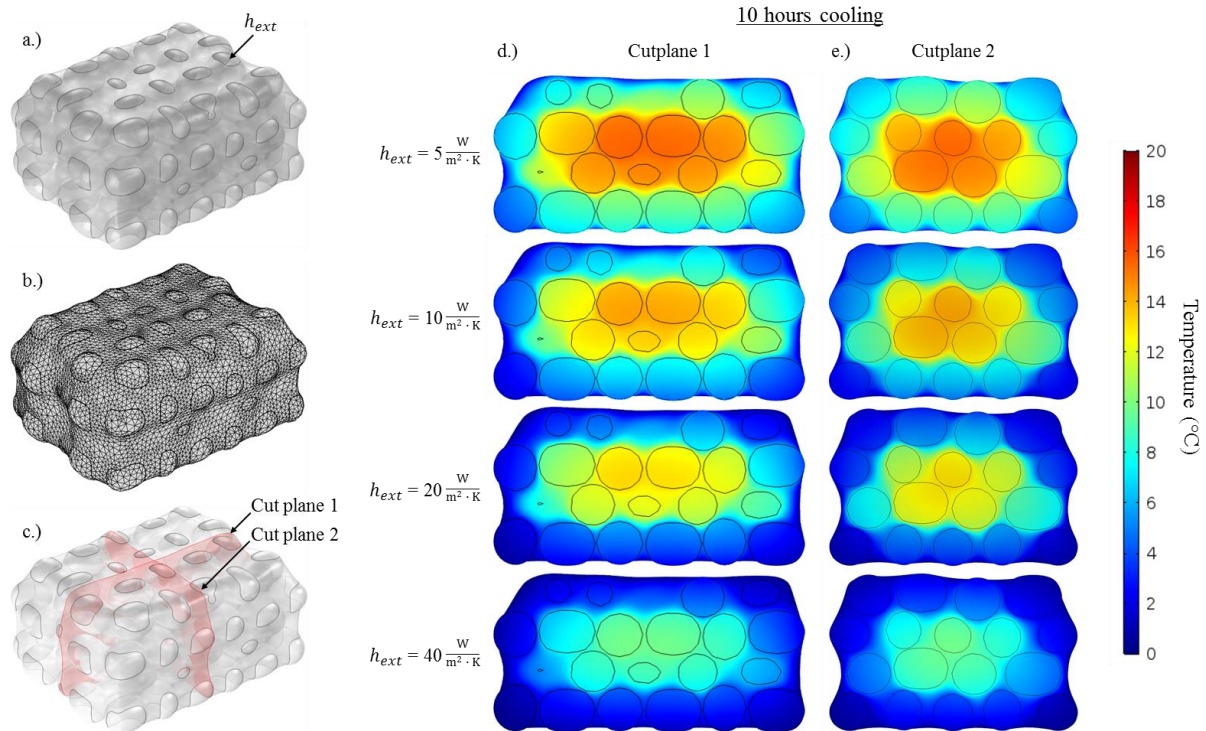 10 hours cooling
a.)
h_ext
d.) Cutplane 1
e.) Cutplane 2
h_ext = 5 W/(m² · K)
b.)
h_ext = 10 W/(m² · K)
c.)
Cut plane 1
Cut plane 2
h_ext = 20 W/(m² · K)
h_ext = 40 W/(m² · K)
20
18
16
14
12
10
8
6
4
2
0
Temperature (°C)